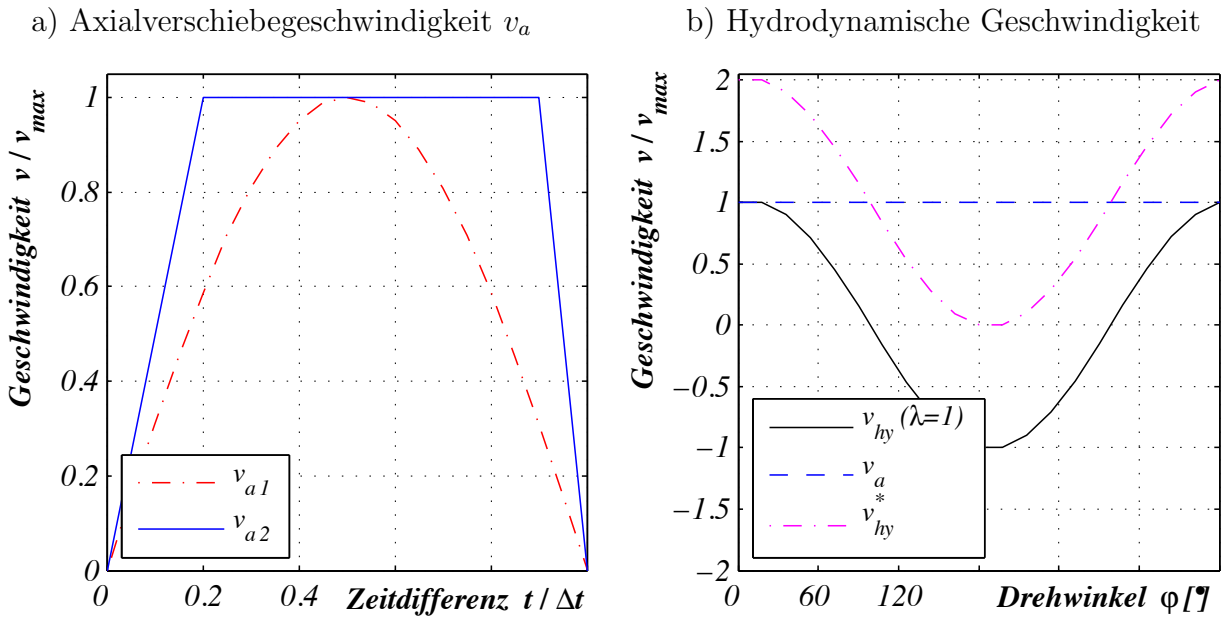 a) Axialverschiebegeschwindigkeit v_a
Geschwindigkeit v / v_max
1
0.8
0.6
0.4
0.2
0
v_a1
v_a2
0 0.2 0.4 Zeitdifferenz t / Δt
b) Hydrodynamische Geschwindigkeit
Geschwindigkeit v / v_max
2
1.5
1
0.5
0
−0.5
−1
−1.5
−2
v_hy (λ=1)
v_a
v*_hy
0 60 120 Drehwinkel φ [°]